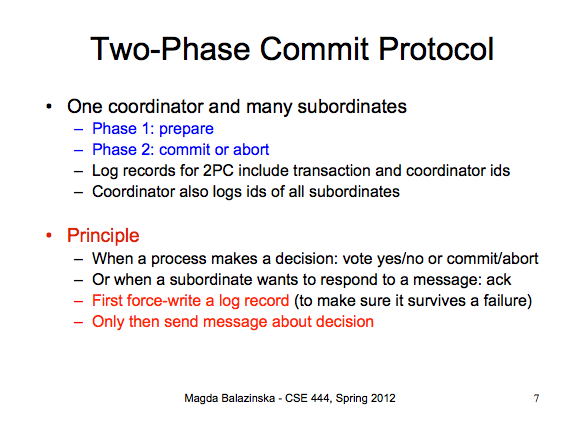 Two-Phase Commit Protocol
• One coordinator and many subordinates
– Phase 1: prepare
– Phase 2: commit or abort
– Log records for 2PC include transaction and coordinator ids
– Coordinator also logs ids of all subordinates
• Principle
– When a process makes a decision: vote yes/no or commit/abort
– Or when a subordinate wants to respond to a message: ack
– First force-write a log record (to make sure it survives a failure)
– Only then send message about decision
Magda Balazinska - CSE 444, Spring 2012
7